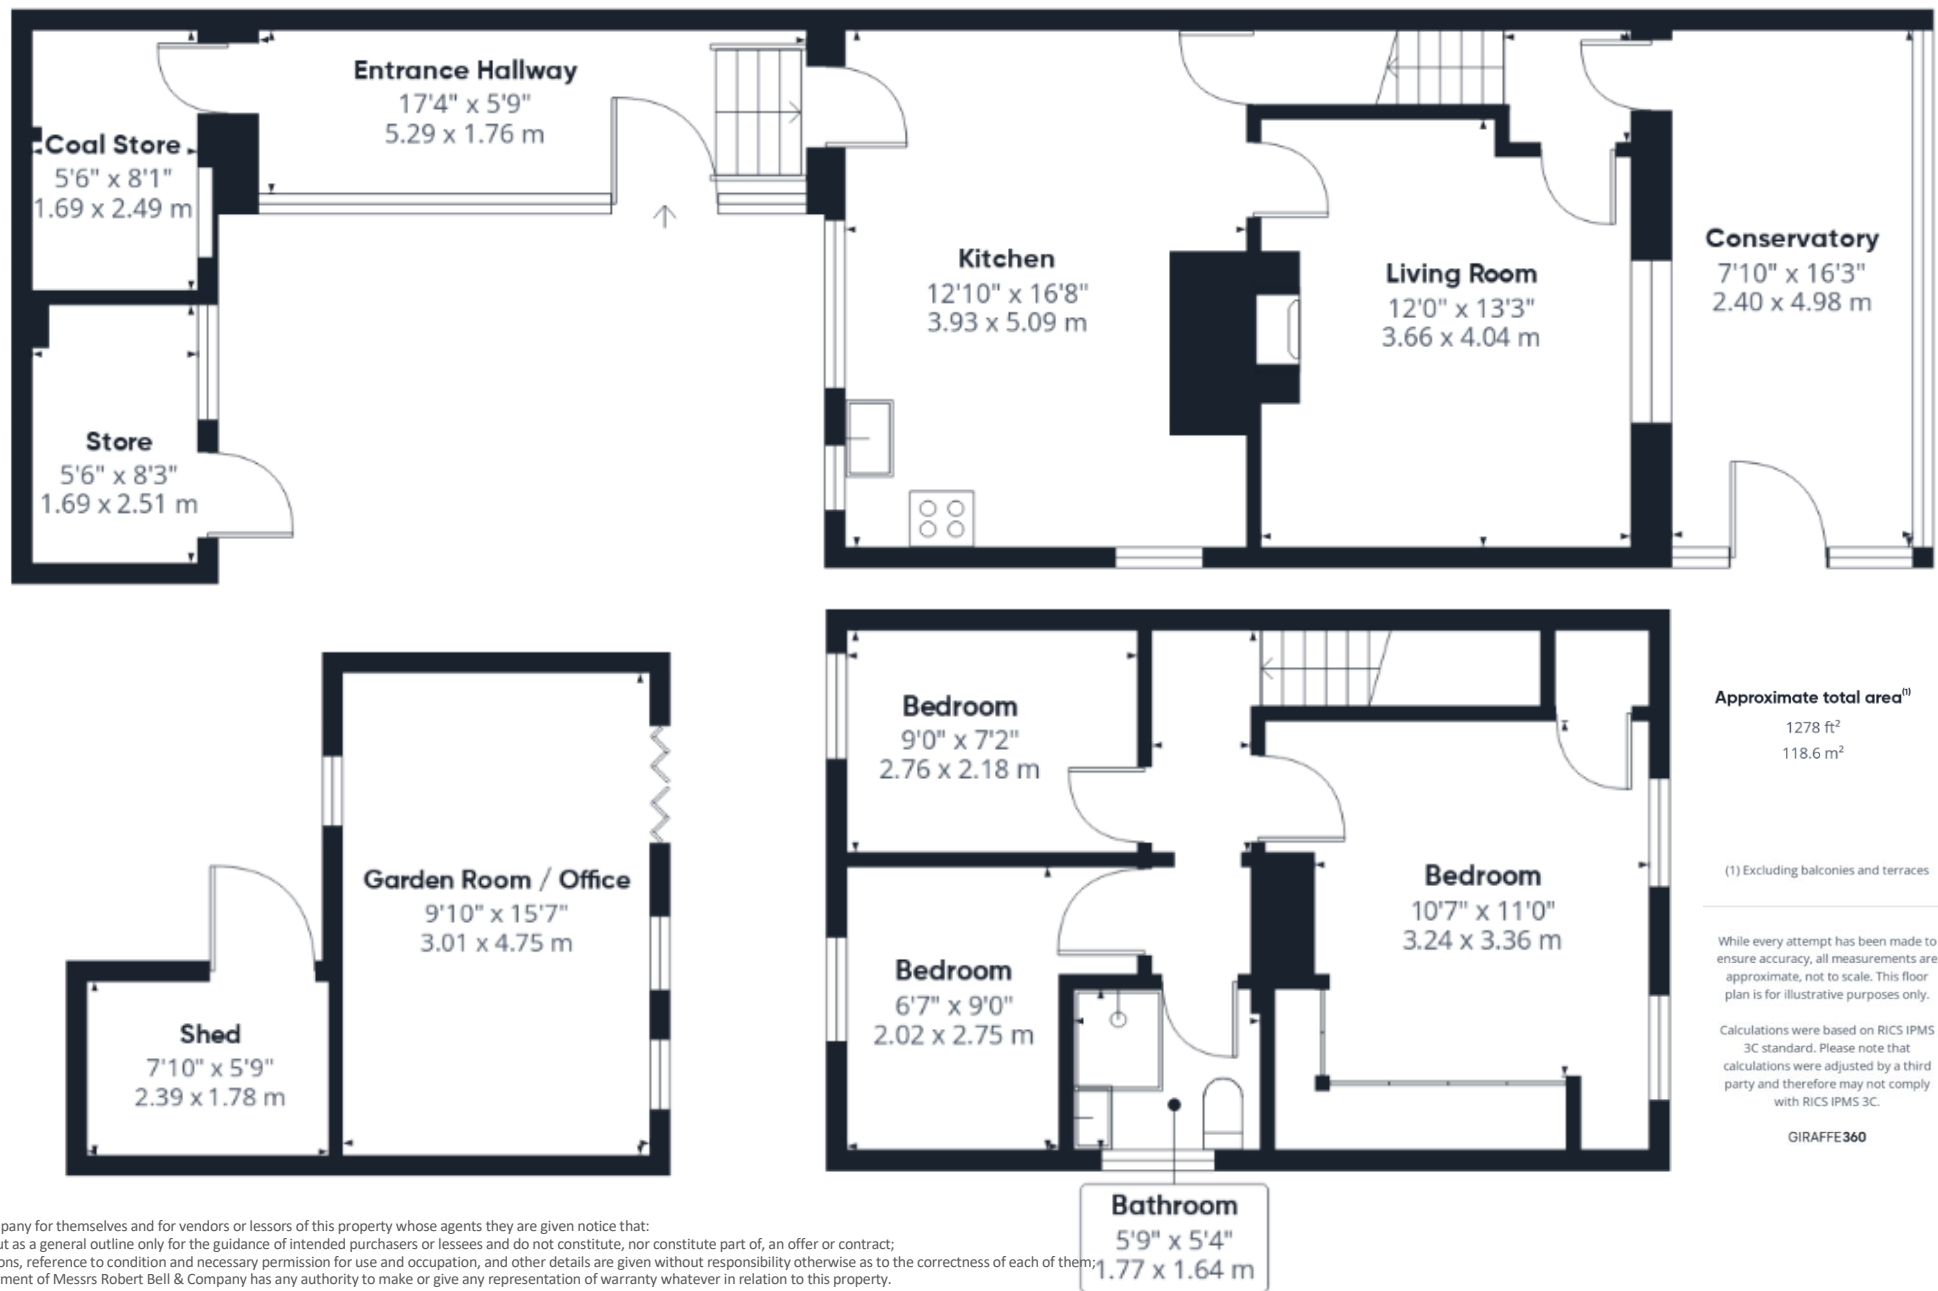 Entrance Hallway
17'4" x 5'9"
5.29 x 1.76 m
Coal Store
5'6" x 8'1"
1.69 x 2.49 m
Kitchen
12'10" x 16'8"
3.93 x 5.09 m
Living Room
12'0" x 13'3"
3.66 x 4.04 m
Conservatory
7'10" x 16'3"
2.40 x 4.98 m
Store
5'6" x 8'3"
1.69 x 2.51 m
Garden Room / Office
9'10" x 15'7"
3.01 x 4.75 m
Shed
7'10" x 5'9"
2.39 x 1.78 m
Bedroom
9'0" x 7'2"
2.76 x 2.18 m
Bedroom
6'7" x 9'0"
2.02 x 2.75 m
Bedroom
10'7" x 11'0"
3.24 x 3.36 m
Bathroom
5'9" x 5'4"
1.77 x 1.64 m
Approximate total area(1)
1278 ft²
118.6 m²
(1) Excluding balconies and terraces
While every attempt has been made to
ensure accuracy, all measurements are
approximate, not to scale. This floor
plan is for illustrative purposes only.
Calculations were based on RICS IPMS
3C standard. Please note that
calculations were adjusted by a third
party and therefore may not comply
with RICS IPMS 3C.
GIRAFFE360
pany for themselves and for vendors or lessors of this property whose agents they are given notice that:
ut as a general outline only for the guidance of intended purchasers or lessees and do not constitute, nor constitute part of, an offer or contract;
ons, reference to condition and necessary permission for use and occupation, and other details are given without responsibility otherwise as to the correctness of each of them;
ment of Messrs Robert Bell & Company has any authority to make or give any representation of warranty whatever in relation to this property.